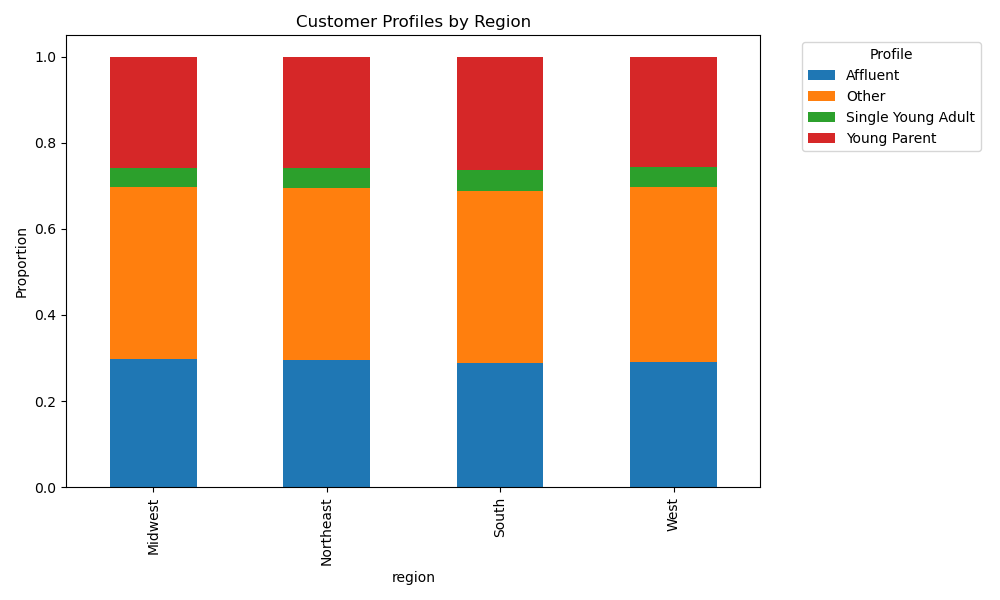 Customer Profiles by Region
Profile
Affluent
Other
Single Young Adult
Young Parent
Proportion
1.0
0.8
0.6
0.4
0.2
0.0
Midwest
Northeast
South
West
region